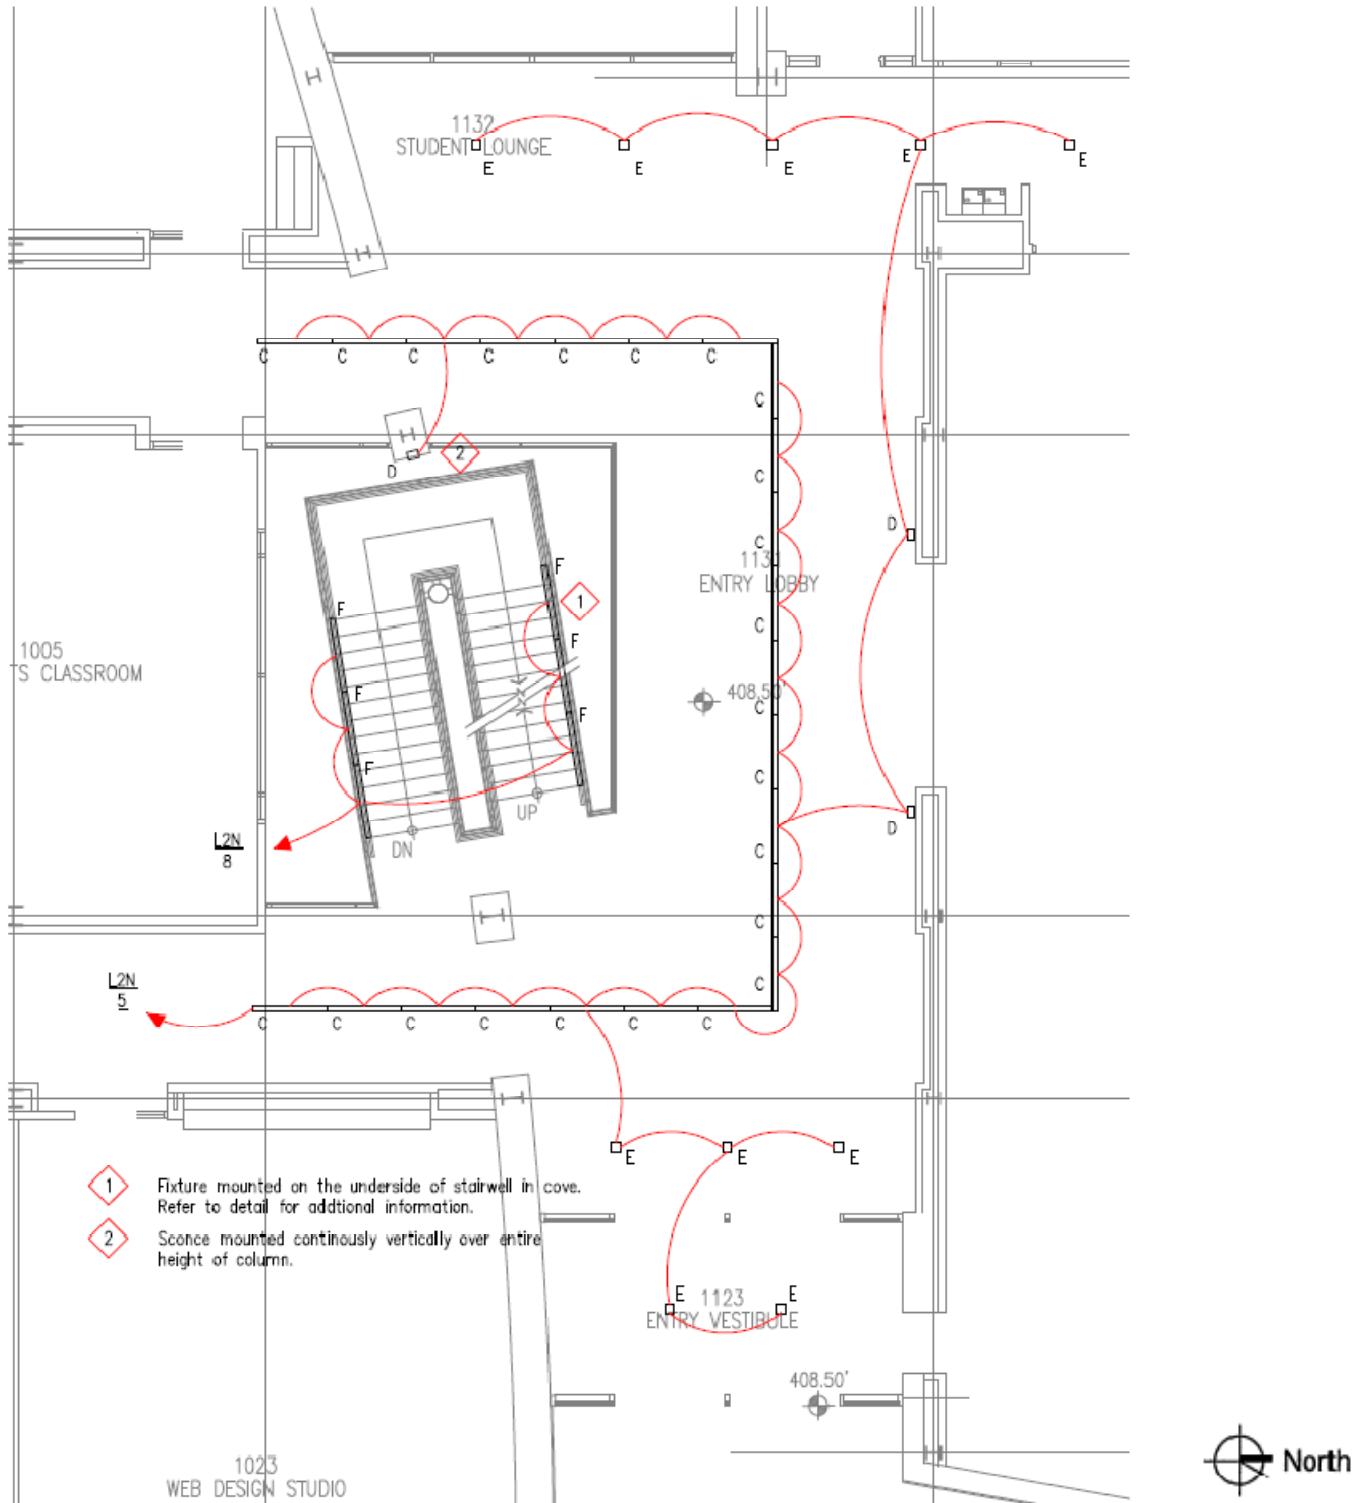 1132
STUDENT LOUNGE
E E E E E
C C C C C C C
C
D
2
C
D
C
1131
ENTRY LOBBY
F
1
F
C
F
1005
TS CLASSROOM
F
408.50'
C
F
F
C
UP
D
L2N
8
DN
C
C
L2N
5
C
C C C C C C C
E E E
1 Fixture mounted on the underside of stairwell in cove.
Refer to detail for addtional information.
2 Sconce mounted continously vertically over entire
height of column.
E E
1123
ENTRY VESTIBULE
408.50'
1023
WEB DESIGN STUDIO
North